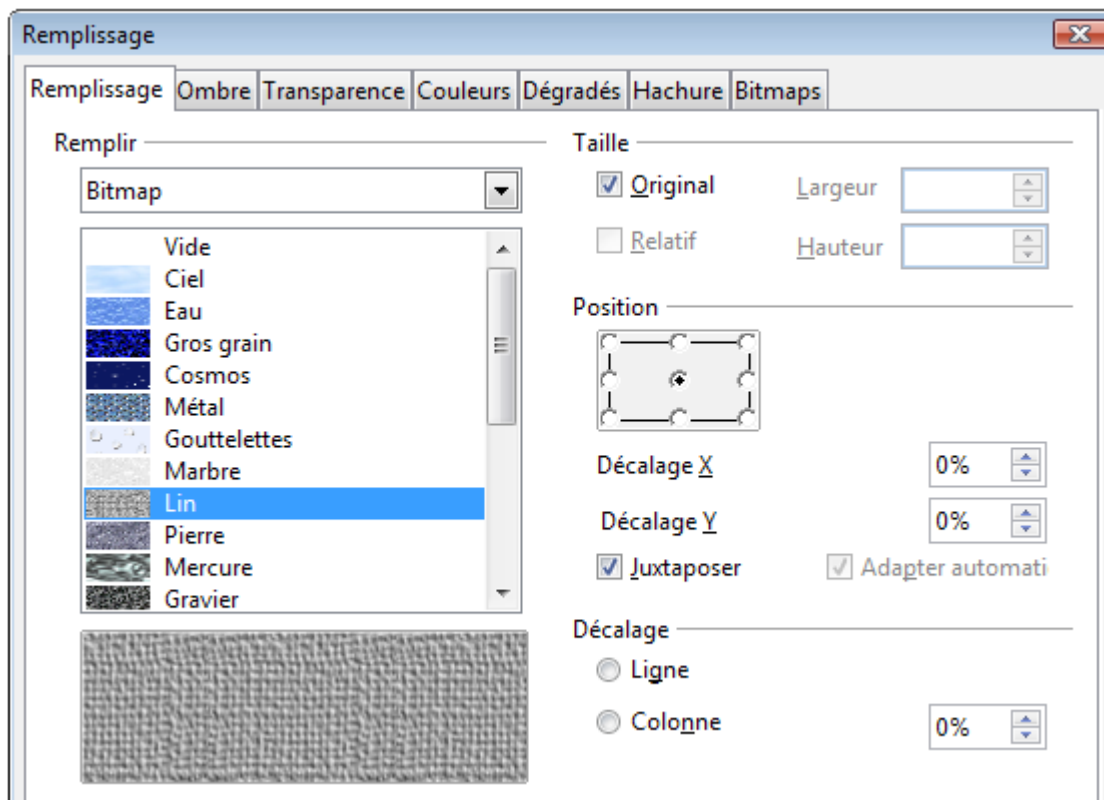 Remplissage
Remplissage Ombre Transparence Couleurs Dégradés Hachure Bitmaps
Remplir
Bitmap
Vide
Ciel
Eau
Gros grain
Cosmos
Métal
Gouttelettes
Marbre
Lin
Pierre
Mercure
Gravier
Taille
Original
Largeur
Relatif
Hauteur
Position
Décalage X
0%
Décalage Y
0%
Juxtaposer
Adapter automati
Décalage
Ligne
Colonne
0%